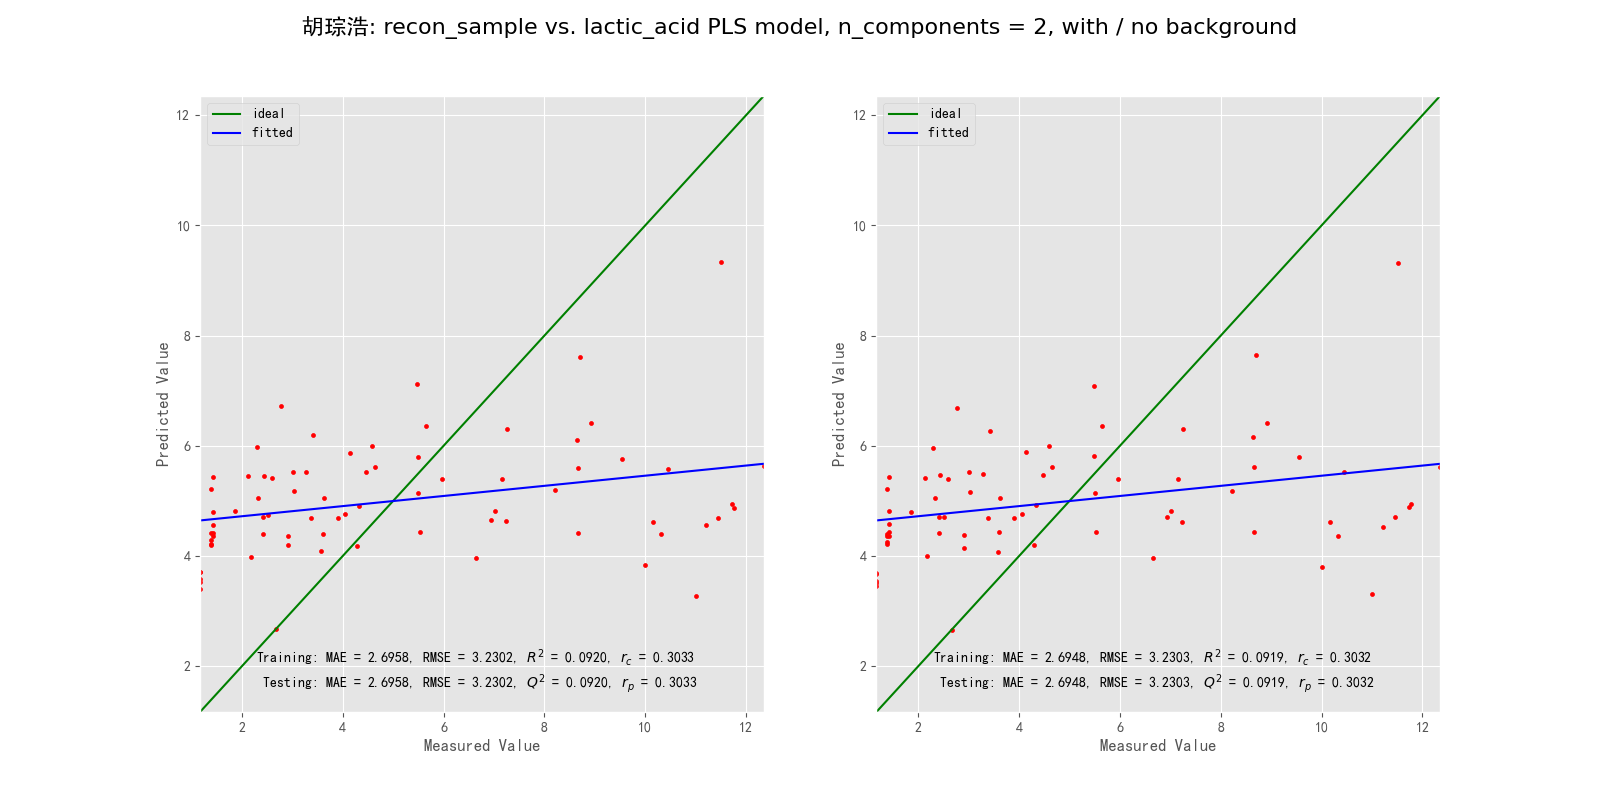 胡琮浩: recon_sample vs. lactic_acid PLS model, n_components = 2, with / no background
ideal
fitted
12
10
8
6
4
2
Predicted Value
Training: MAE = 2.6958, RMSE = 3.2302, R² = 0.0920, r_c = 0.3033
Testing: MAE = 2.6958, RMSE = 3.2302, Q² = 0.0920, r_p = 0.3033
2 4 6 8 10 12
Measured Value
ideal
fitted
12
10
8
6
4
2
Predicted Value
Training: MAE = 2.6948, RMSE = 3.2303, R² = 0.0919, r_c = 0.3032
Testing: MAE = 2.6948, RMSE = 3.2303, Q² = 0.0919, r_p = 0.3032
2 4 6 8 10 12
Measured Value